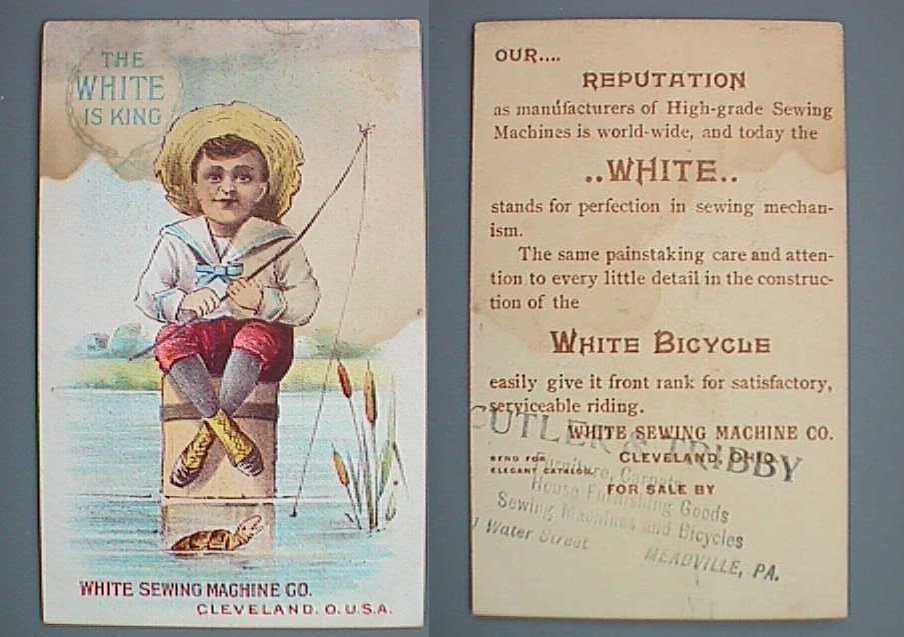 THE
WHITE
IS KING
WHITE SEWING MACHINE CO.
CLEVELAND. O. U.S.A.
OUR....
REPUTATION
as manufacturers of High-grade Sewing
Machines is world-wide, and today the
..WHITE..
stands for perfection in sewing mechan-
ism.
The same painstaking care and atten-
tion to every little detail in the construc-
tion of the
WHITE BICYCLE
easily give it front rank for satisfactory,
serviceable riding.
WHITE SEWING MACHINE CO.
SEND FOR
ELEGANT CATALOG.
CLEVELAND, OHIO
FOR SALE BY
CUTLER & TRIBBY
Furniture, Carpets
House Furnishing Goods
Sewing Machines and Bicycles
Water Street
MEADVILLE, PA.